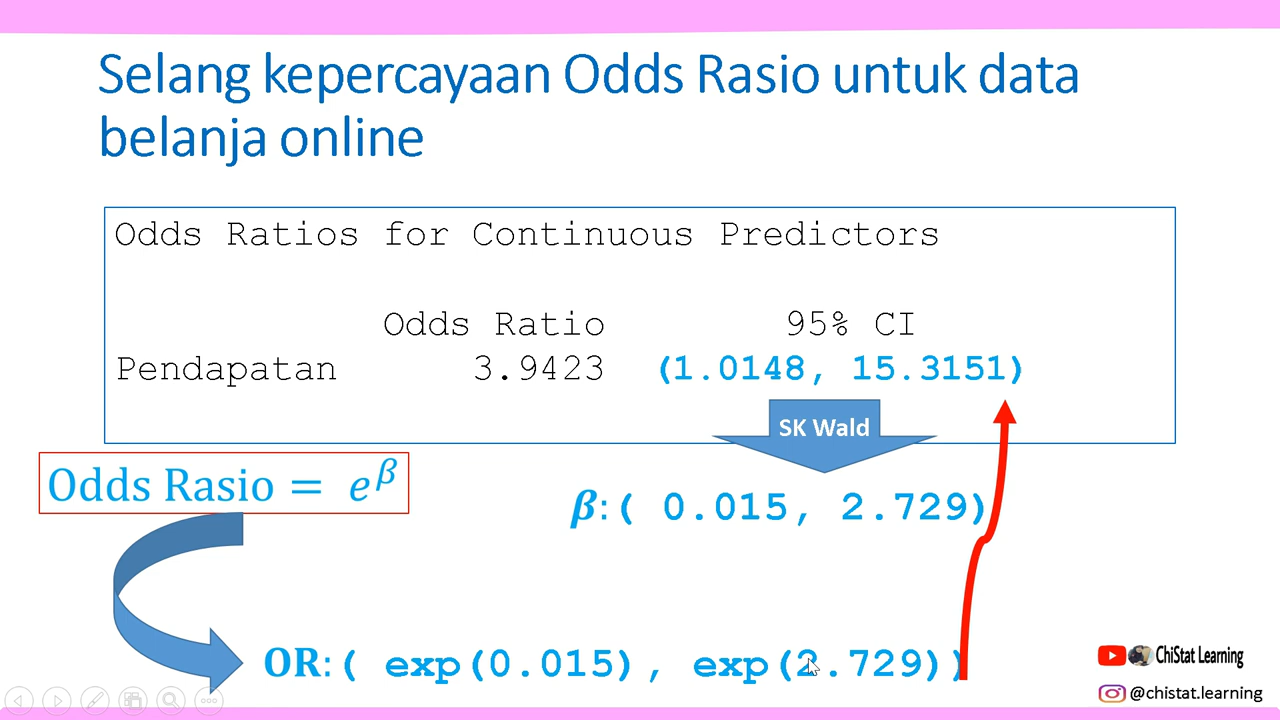 Selang kepercayaan Odds Rasio untuk data
belanja online
Odds Ratios for Continuous Predictors
Odds Ratio 95% CI
Pendapatan 3.9423 (1.0148, 15.3151)
SK Wald
Odds Rasio = e^β
β:( 0.015, 2.729)
OR:( exp(0.015), exp(2.729))
ChiStat Learning
@chistat.learning